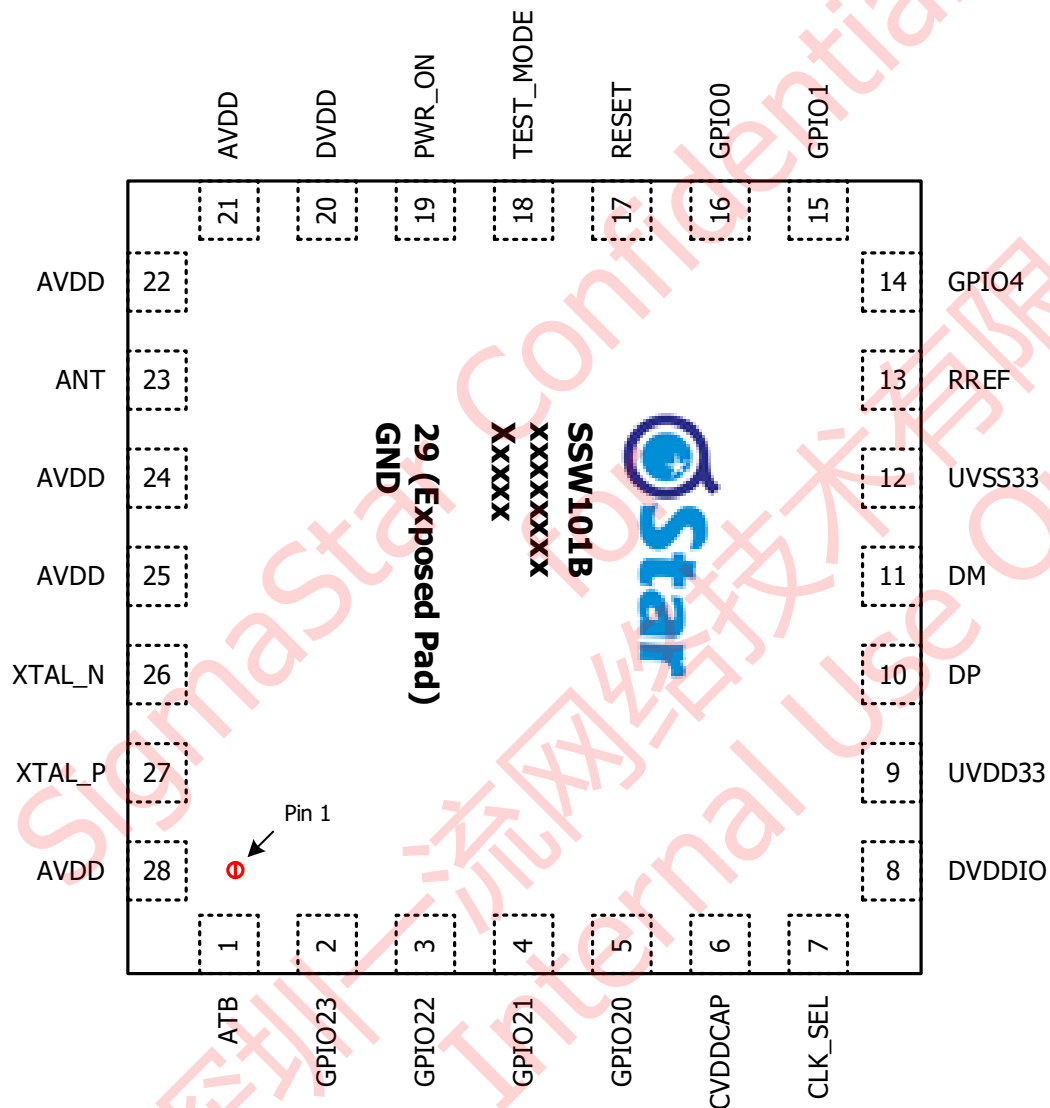 AVDD
DVDD
PWR_ON
TEST_MODE
RESET
GPIO0
GPIO1
21
20
19
18
17
16
15
AVDD 22
14 GPIO4
ANT 23
13 RREF
AVDD 24
12 UVSS33
AVDD 25
11 DM
XTAL_N 26
10 DP
XTAL_P 27
9 UVDD33
AVDD 28
8 DVDDIO
Star
SSW101B
xxxxxxxx
Xxxxx
29 (Exposed Pad)
GND
Pin 1
1
2
3
4
5
6
7
ATB
GPIO23
GPIO22
GPIO21
GPIO20
CVDDCAP
CLK_SEL
SigmaStar Confidential
for
深圳一流网络技术有限
Internal Use O